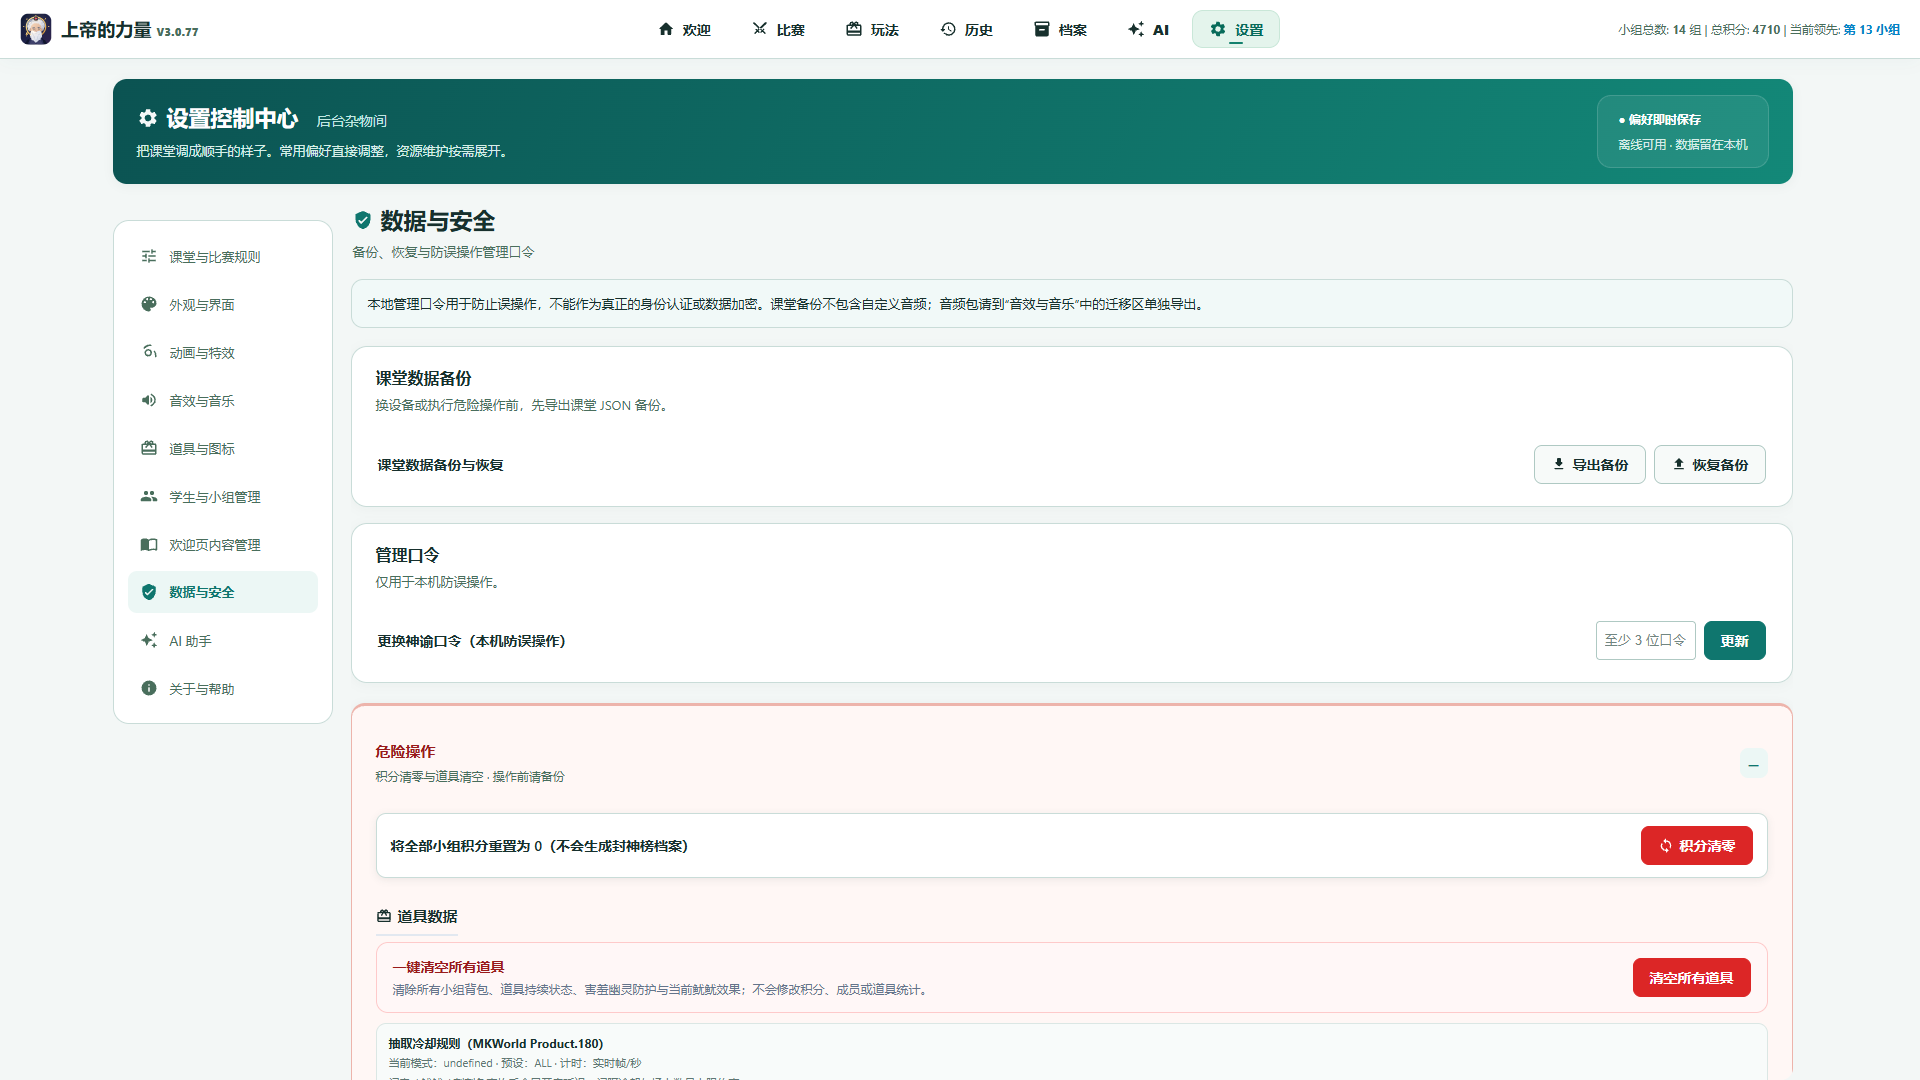 上帝的力量 V3.0.77
欢迎
比赛
玩法
历史
档案
AI
设置
小组总数: 14 组 | 总积分: 4710 | 当前领先: 第 13 小组
设置控制中心 后台杂物间
把课堂调成顺手的样子。常用偏好直接调整，资源维护按需展开。
● 偏好即时保存
离线可用 · 数据留在本机
课堂与比赛规则
外观与界面
动画与特效
音效与音乐
道具与图标
学生与小组管理
欢迎页内容管理
数据与安全
AI 助手
关于与帮助
数据与安全
备份、恢复与防误操作管理口令
本地管理口令用于防止误操作，不能作为真正的身份认证或数据加密。课堂备份不包含自定义音频；音频包请到“音效与音乐”中的迁移区单独导出。
课堂数据备份
换设备或执行危险操作前，先导出课堂 JSON 备份。
课堂数据备份与恢复
导出备份
恢复备份
管理口令
仅用于本机防误操作。
更换神谕口令（本机防误操作）
至少 3 位口令
更新
危险操作
积分清零与道具清空 · 操作前请备份
将全部小组积分重置为 0（不会生成封神榜档案）
积分清零
道具数据
一键清空所有道具
清除所有小组背包、道具持续状态、害羞幽灵防护与当前鱿鱿效果；不会修改积分、成员或道具统计。
清空所有道具
抽取冷却规则（MKWorld Product.180）
当前模式：undefined · 预设：ALL · 计时：实时帧/秒